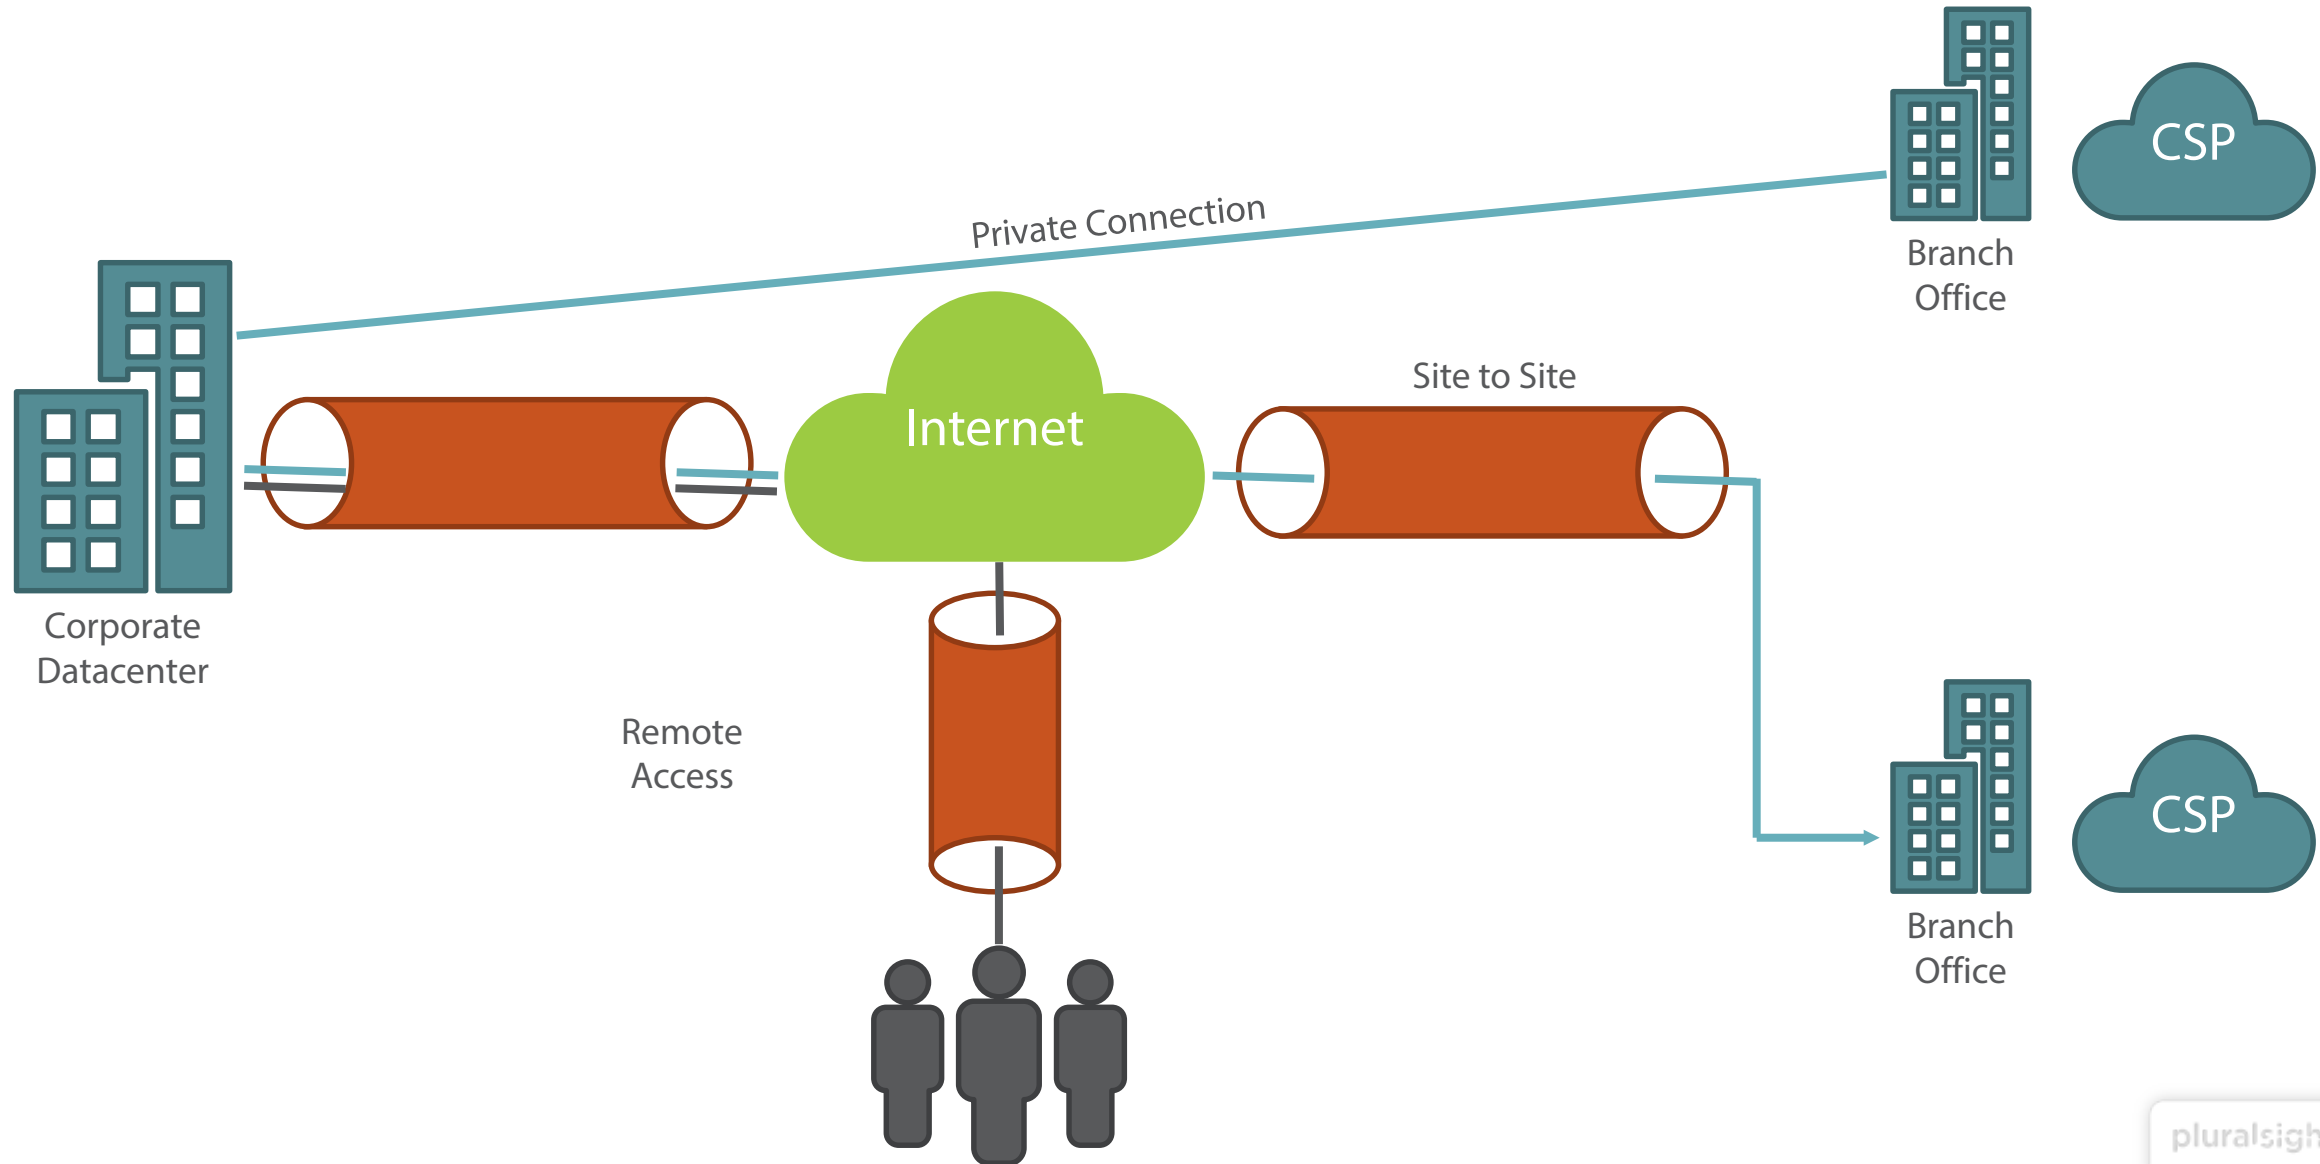 CSP
Private Connection
Branch
Office
Site to Site
Internet
Corporate
Datacenter
Remote
Access
CSP
Branch
Office